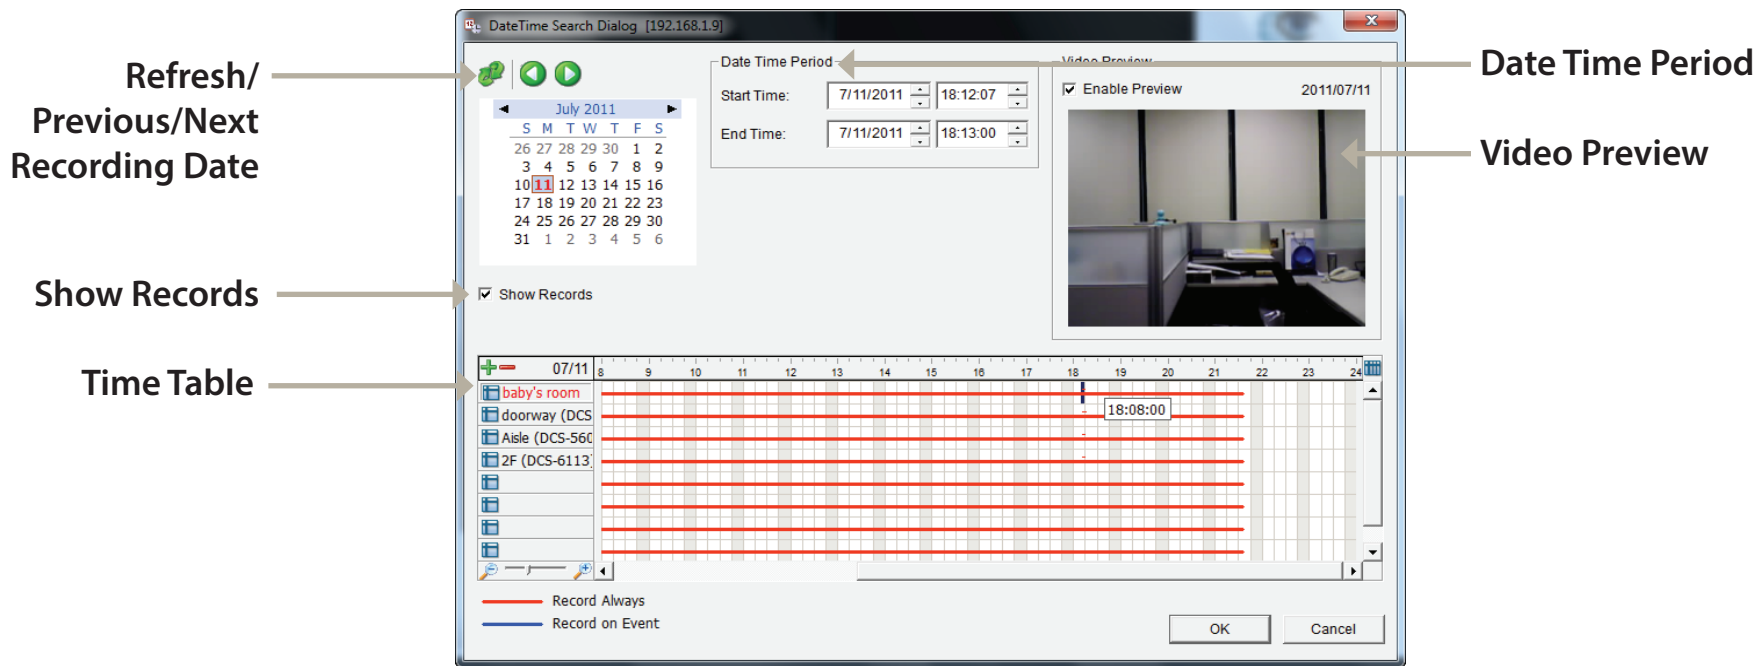 DateTime Search Dialog [192.168.1.9]
Refresh/
Previous/Next
Recording Date
Date Time Period
Start Time: 7/11/2011 18:12:07
End Time: 7/11/2011 18:13:00
Video Preview
Enable Preview 2011/07/11
Date Time Period
Video Preview
July 2011
S M T W T F S
26 27 28 29 30 1 2
3 4 5 6 7 8 9
10 11 12 13 14 15 16
17 18 19 20 21 22 23
24 25 26 27 28 29 30
31 1 2 3 4 5 6
Show Records
Show Records
Time Table
07/11 8 9 10 11 12 13 14 15 16 17 18 19 20 21 22 23 24
baby's room
18:08:00
doorway (DCS
Aisle (DCS-560
2F (DCS-6113)
Record Always
Record on Event
OK Cancel